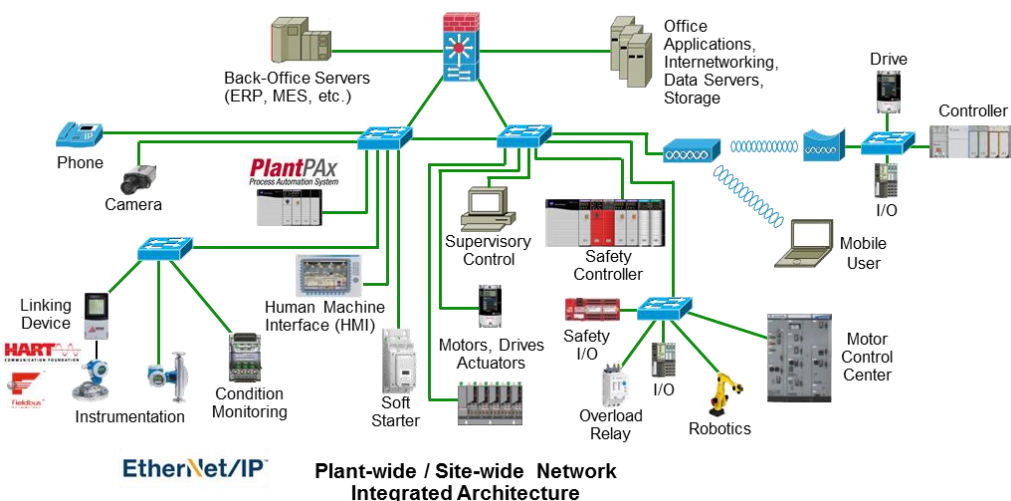 Back-Office Servers
(ERP, MES, etc.)
Office
Applications,
Internetworking,
Data Servers,
Storage
Drive
Controller
IP
Phone
Camera
PlantPAx
Process Automation System
Supervisory
Control
Safety
Controller
I/O
Mobile
User
Linking
Device
HART
COMMUNICATION FOUNDATION
Fieldbus
Instrumentation
Condition
Monitoring
Human Machine
Interface (HMI)
Soft
Starter
Motors, Drives
Actuators
Safety
I/O
I/O
Overload
Relay
Robotics
Motor
Control
Center
EtherNet/IP™
Plant-wide / Site-wide Network
Integrated Architecture